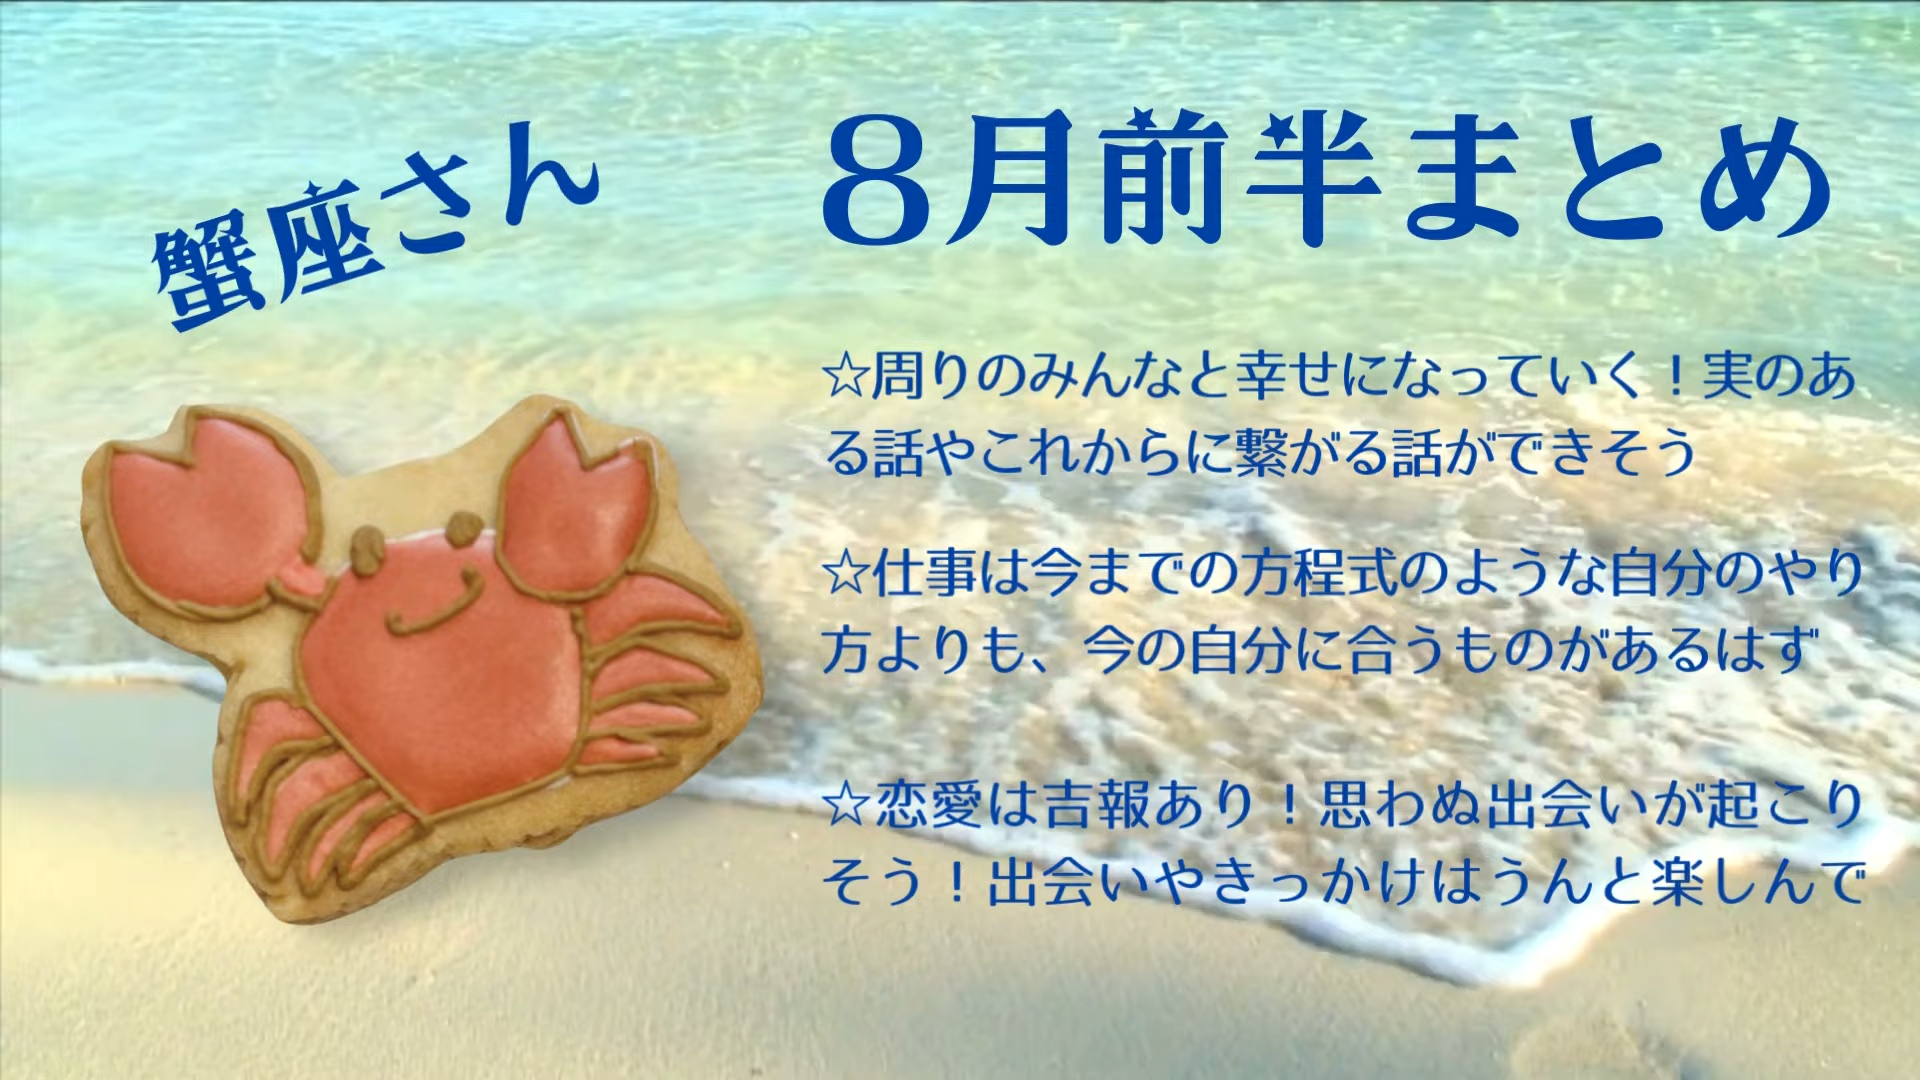 蟹座さん
8月前半まとめ
☆周りのみんなと幸せになっていく！実のあ
る話やこれからに繋がる話ができそう
☆仕事は今までの方程式のような自分のやり
方よりも、今の自分に合うものがあるはず
☆恋愛は吉報あり！思わぬ出会いが起こり
そう！出会いやきっかけはうんと楽しんで